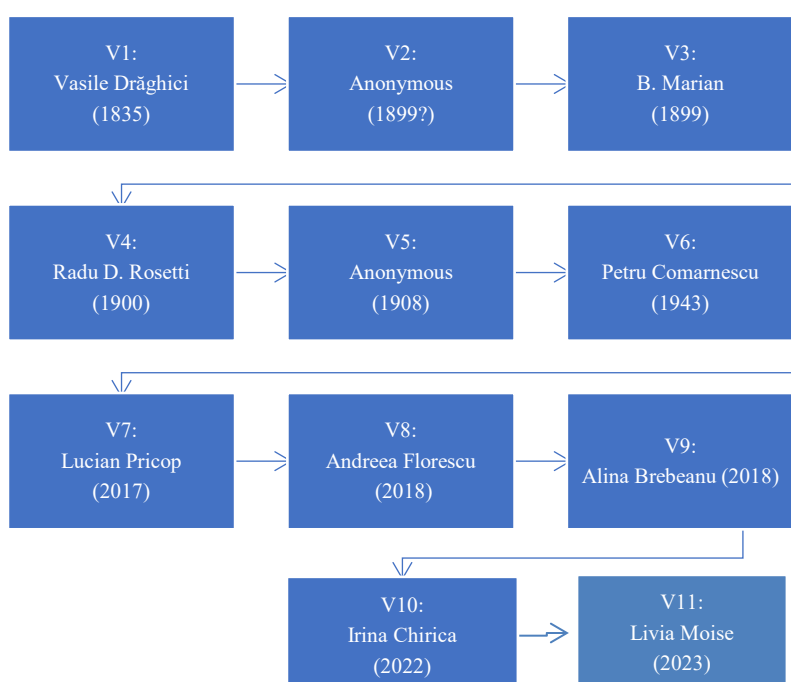 V1:
Vasile Drăghici
(1835)
V2:
Anonymous
(1899?)
V3:
B. Marian
(1899)
V4:
Radu D. Rosetti
(1900)
V5:
Anonymous
(1908)
V6:
Petru Comarnescu
(1943)
V7:
Lucian Pricop
(2017)
V8:
Andreea Florescu
(2018)
V9:
Alina Brebeanu (2018)
V10:
Irina Chirica
(2022)
V11:
Livia Moise
(2023)